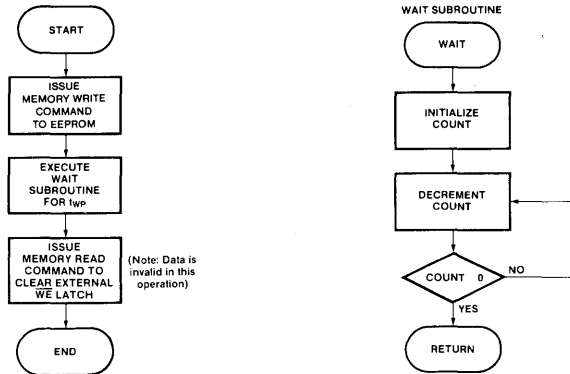 START
ISSUE
MEMORY WRITE
COMMAND
TO EEPROM
EXECUTE
WAIT
SUBROUTINE
FOR tWP
ISSUE
MEMORY READ
COMMAND TO
CLEAR EXTERNAL
WE LATCH
(Note: Data is
invalid in this
operation)
END
WAIT SUBROUTINE
WAIT
INITIALIZE
COUNT
DECREMENT
COUNT
COUNT 0
NO
YES
RETURN